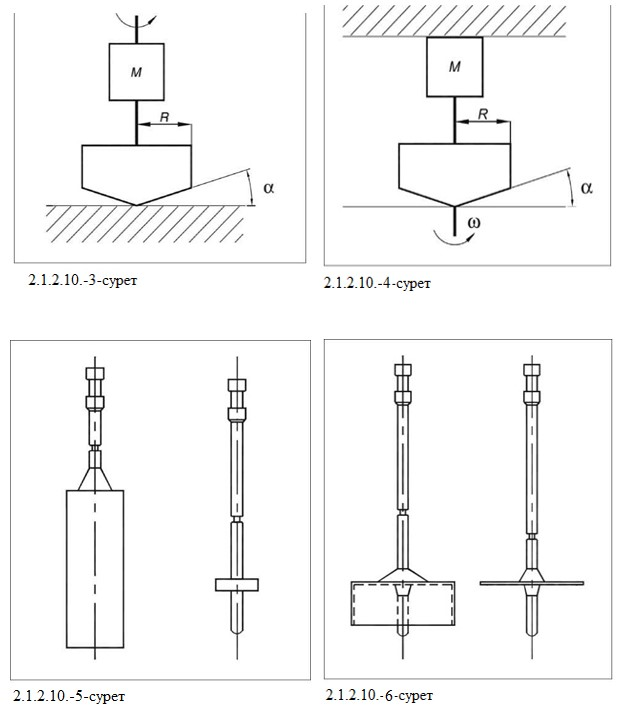 M
R
α
2.1.2.10.-3-сурет
M
R
α
ω
2.1.2.10.-4-сурет
2.1.2.10.-5-сурет
2.1.2.10.-6-сурет